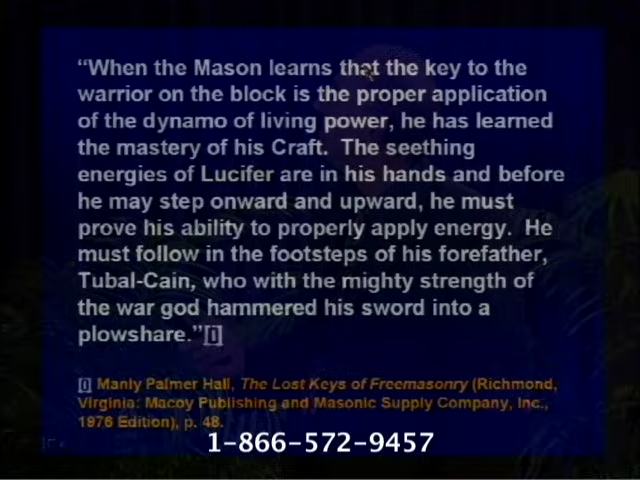 “When the Mason learns that the key to the
warrior on the block is the proper application
of the dynamo of living power, he has learned
the mastery of his Craft.  The seething
energies of Lucifer are in his hands and before
he may step onward and upward, he must
prove his ability to properly apply energy.  He
must follow in the footsteps of his forefather,
Tubal-Cain, who with the mighty strength of
the war god hammered his sword into a
plowshare.”[i]
[i] Manly Palmer Hall, The Lost Keys of Freemasonry (Richmond,
Virginia: Macoy Publishing and Masonic Supply Company, Inc.,
1976 Edition), p. 48.
1-866-572-9457